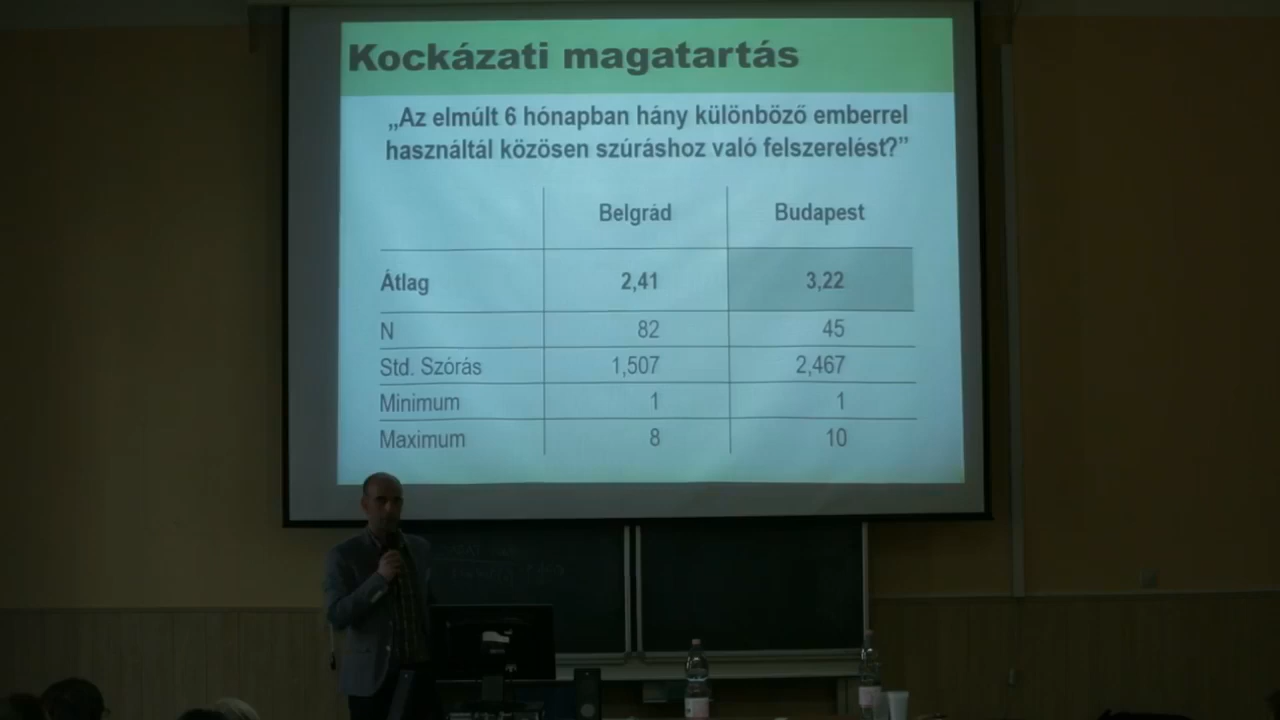 Kockázati magatartás
„Az elmúlt 6 hónapban hány különböző emberrel
használtál közösen szúráshoz való felszerelést?”
Belgrád Budapest
Átlag 2,41 3,22
N 82 45
Std. Szórás 1,507 2,467
Minimum 1 1
Maximum 8 10